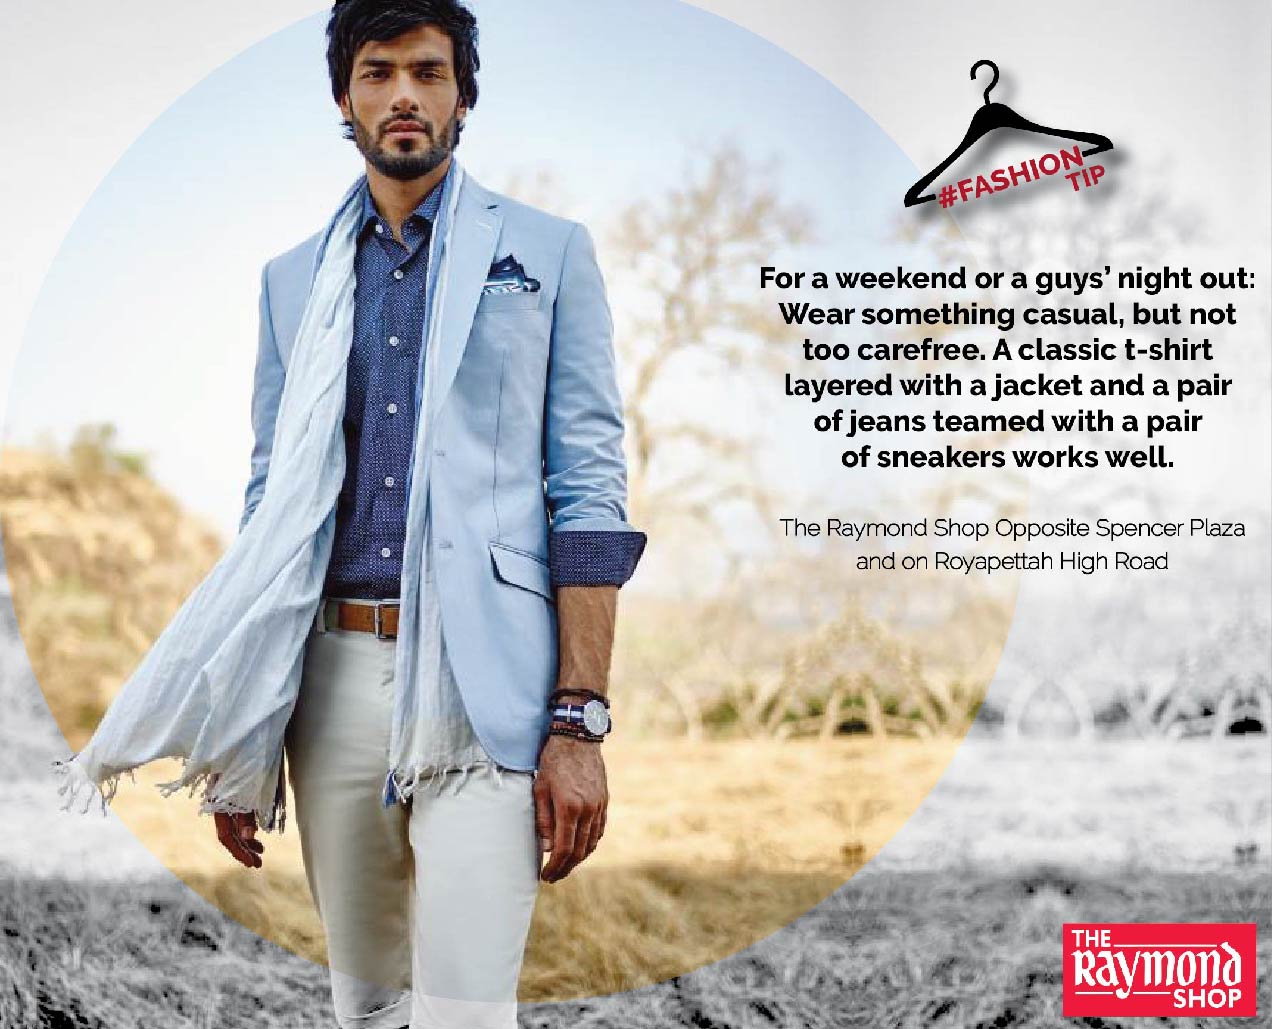 #FASHION
TIP
For a weekend or a guys' night out:
Wear something casual, but not
too carefree. A classic t-shirt
layered with a jacket and a pair
of jeans teamed with a pair
of sneakers works well.
The Raymond Shop Opposite Spencer Plaza
and on Royapettah High Road
THE
Raymond
SHOP